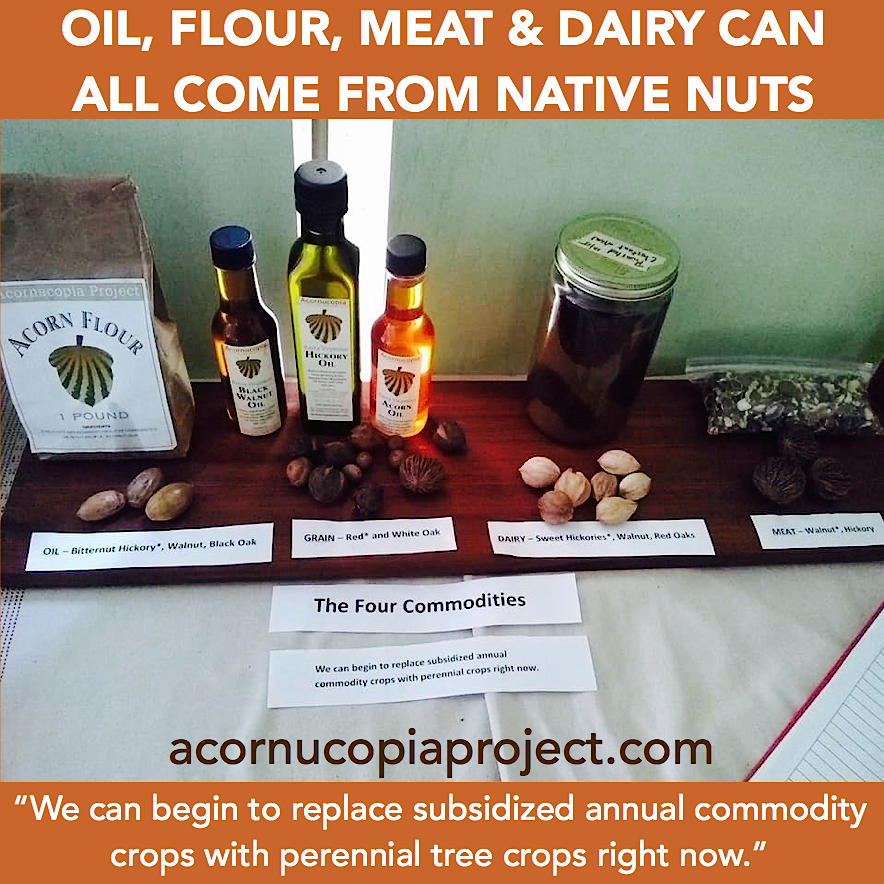 OIL, FLOUR, MEAT & DAIRY CAN
ALL COME FROM NATIVE NUTS
Acornucopia Project
ACORN FLOUR
1 POUND
INGREDIENTS
Acornucopia
BLACK
WALNUT
OIL
Acornucopia
HICKORY
OIL
Acornucopia
ACORN
OIL
OIL – Bitternut Hickory*, Walnut, Black Oak
GRAIN – Red* and White Oak
DAIRY – Sweet Hickories*, Walnut, Red Oaks
MEAT – Walnut*, Hickory
The Four Commodities
We can begin to replace subsidized annual
commodity crops with perennial crops right now.
acornucopiaproject.com
“We can begin to replace subsidized annual commodity
crops with perennial tree crops right now.”